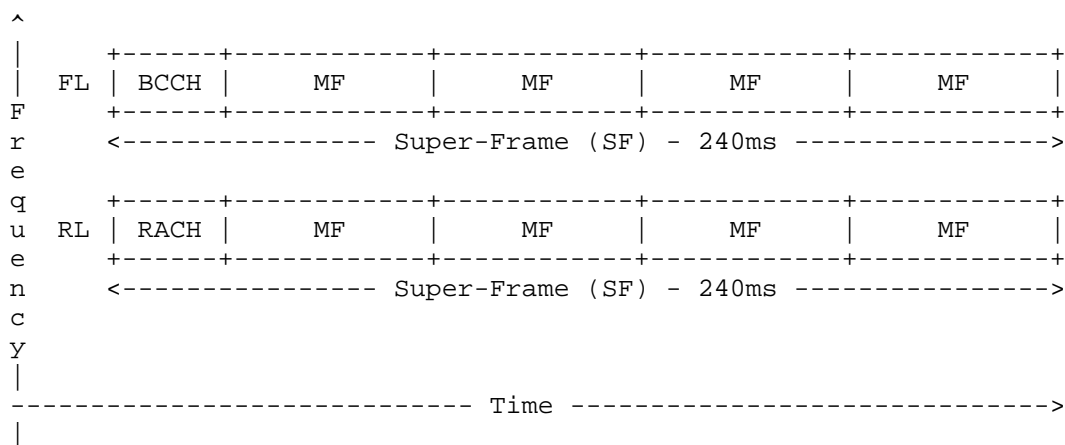 ^
|     +------+------------+------------+------------+------------+
|  FL | BCCH |     MF     |     MF     |     MF     |     MF     |
F     +------+------------+------------+------------+------------+
r     <---------------- Super-Frame (SF) - 240ms ---------------->
e
q     +------+------------+------------+------------+------------+
u  RL | RACH |     MF     |     MF     |     MF     |     MF     |
e     +------+------------+------------+------------+------------+
n     <---------------- Super-Frame (SF) - 240ms ---------------->
c
y
|
----------------------------- Time ------------------------------>
|